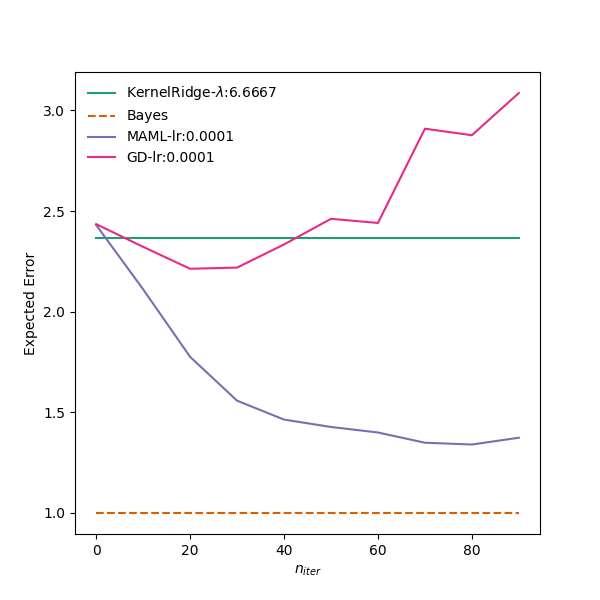 KernelRidge-λ:6.6667
Bayes
MAML-lr:0.0001
GD-lr:0.0001
3.0
2.5
2.0
1.5
1.0
Expected Error
0 20 40 60 80
n_iter